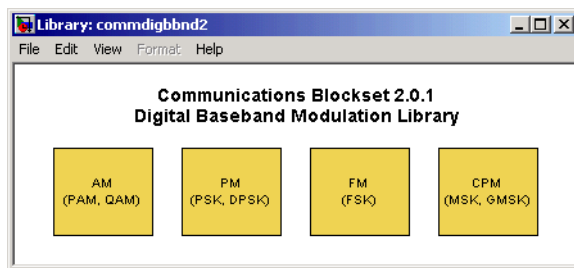 Library: commdigbbnd2
File Edit View Format Help
Communications Blockset 2.0.1
Digital Baseband Modulation Library
AM
(PAM, QAM)
PM
(PSK, DPSK)
FM
(FSK)
CPM
(MSK, GMSK)